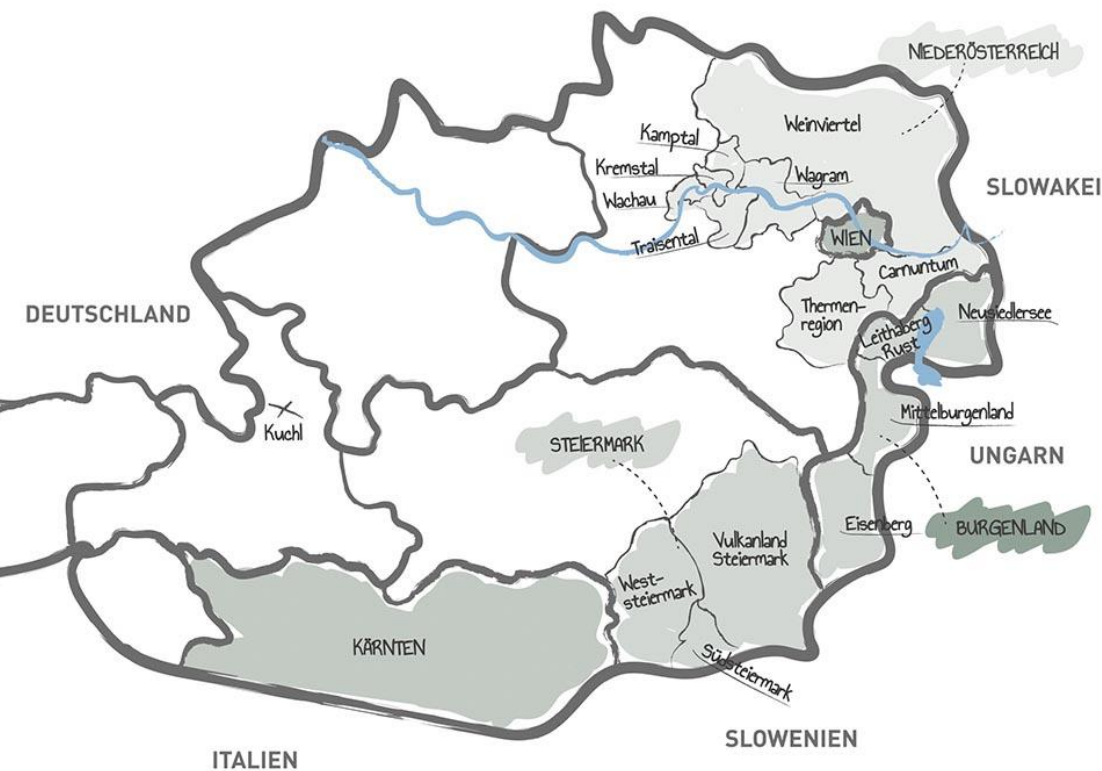 NIEDERÖSTERREICH
Weinviertel
Kamptal
Kremstal
Wagram
Wachau
SLOWAKEI
Traisental
WIEN
Carnuntum
DEUTSCHLAND
Thermen-
region
Neusiedlersee
Leithaberg
Rust
Kuchl
Mittelburgenland
STEIERMARK
UNGARN
Eisenberg
BURGENLAND
Vulkanland
Steiermark
West-
steiermark
KÄRNTEN
Südsteiermark
SLOWENIEN
ITALIEN